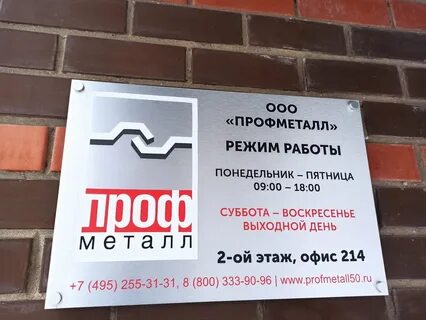 ООО
«ПРОФМЕТАЛЛ»
РЕЖИМ РАБОТЫ
ПОНЕДЕЛЬНИК – ПЯТНИЦА
09:00 – 18:00
СУББОТА – ВОСКРЕСЕНЬЕ
ВЫХОДНОЙ ДЕНЬ
2-ой этаж, офис 214
ПРОФ
МЕТАЛЛ
+7 (495) 255-31-31, 8 (800) 333-90-96 | www.profmetall50.ru